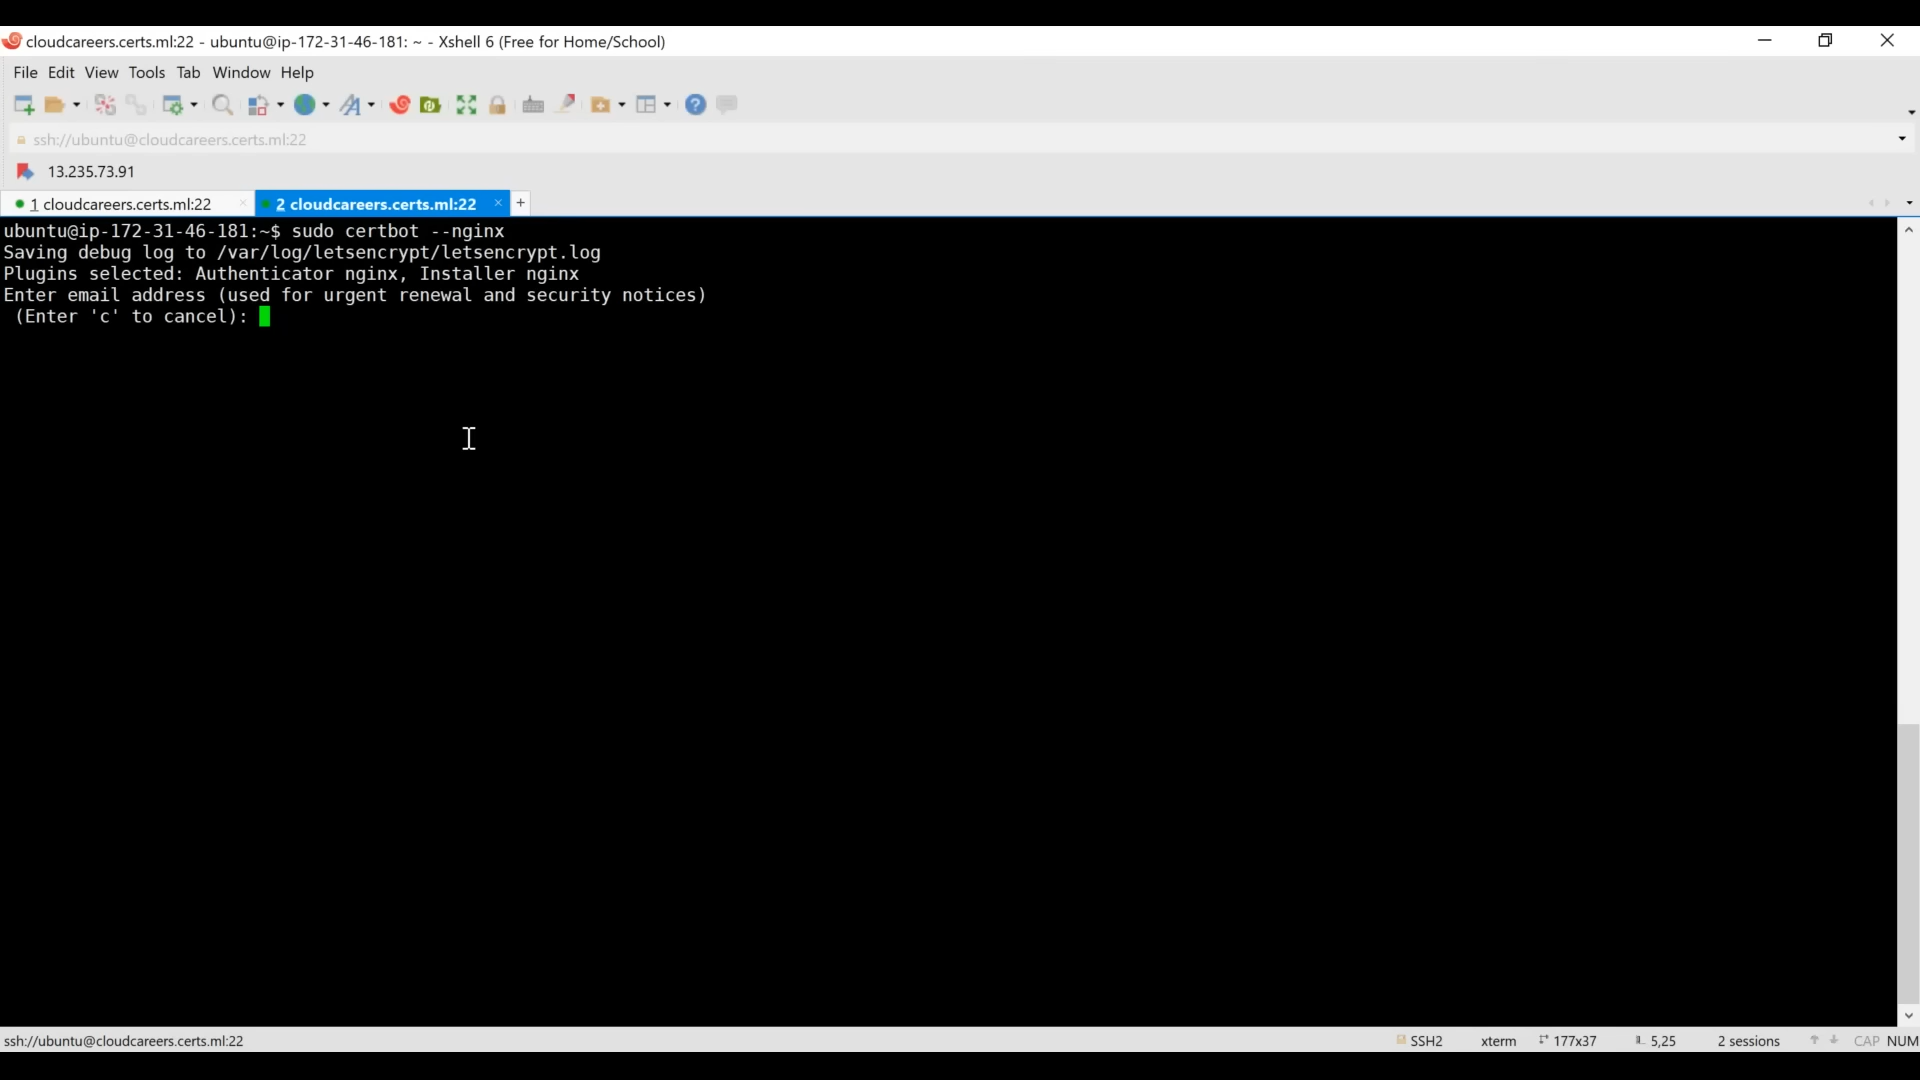 cloudcareers.certs.ml:22 - ubuntu@ip-172-31-46-181: ~ - Xshell 6 (Free for Home/School)
File Edit View Tools Tab Window Help
ssh://ubuntu@cloudcareers.certs.ml:22
13.235.73.91
1 cloudcareers.certs.ml:22 × 2 cloudcareers.certs.ml:22 × +
ubuntu@ip-172-31-46-181:~$ sudo certbot --nginx
Saving debug log to /var/log/letsencrypt/letsencrypt.log
Plugins selected: Authenticator nginx, Installer nginx
Enter email address (used for urgent renewal and security notices)
(Enter 'c' to cancel):
ssh://ubuntu@cloudcareers.certs.ml:22 SSH2 xterm 177x37 5,25 2 sessions CAP NUM